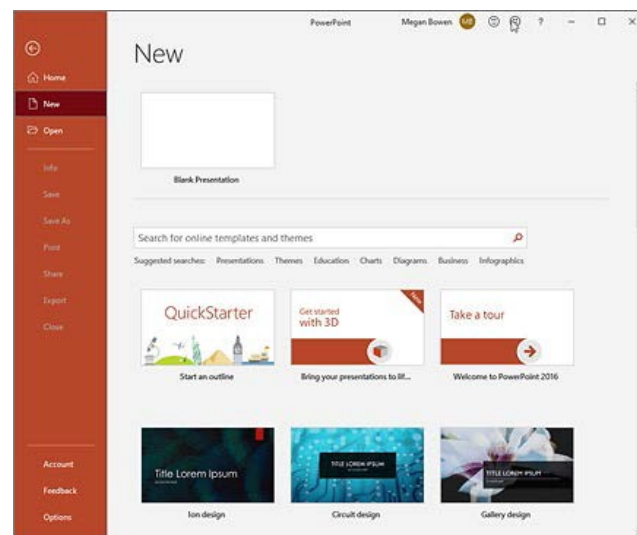 PowerPoint
Megan Bowen
MB
?
New
Home
New
Open
Info
Save
Save As
Print
Share
Export
Close
Account
Feedback
Options
Blank Presentation
Search for online templates and themes
Suggested searches: Presentations Themes Education Charts Diagrams Business Infographics
QuickStarter
Start an outline
Get started
with 3D
New
Bring your presentations to lif...
Take a tour
Welcome to PowerPoint 2016
Title Lorem Ipsum
Ion design
TITLE LOREM IPSUM
Circuit design
TITLE LOREM IPSUM
Gallery design